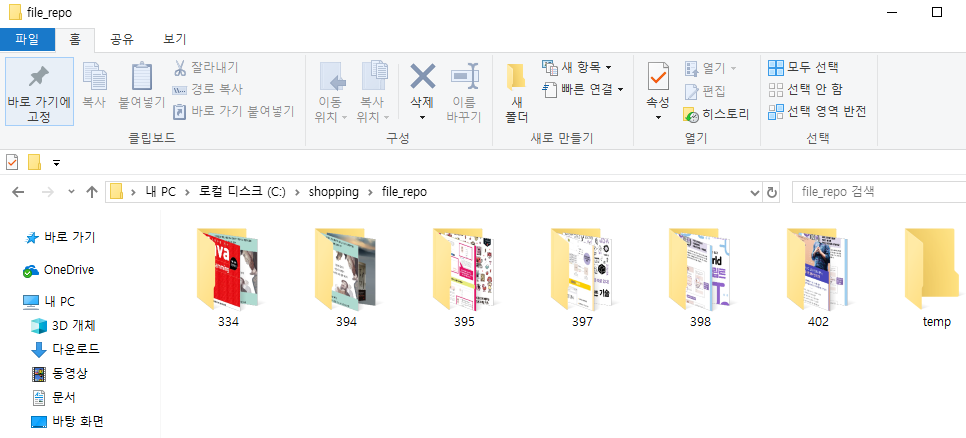 file_repo
파일 홈 공유 보기
바로 가기에 고정
복사
붙여넣기
잘라내기
경로 복사
바로 가기 붙여넣기
클립보드
이동 위치
복사 위치
삭제
이름 바꾸기
구성
새 폴더
새 항목
빠른 연결
새로 만들기
속성
열기
편집
히스토리
열기
모두 선택
선택 안 함
선택 영역 반전
선택
내 PC > 로컬 디스크 (C:) > shopping > file_repo
file_repo 검색
바로 가기
OneDrive
내 PC
3D 개체
다운로드
동영상
문서
바탕 화면
334 394 395 397 398 402 temp